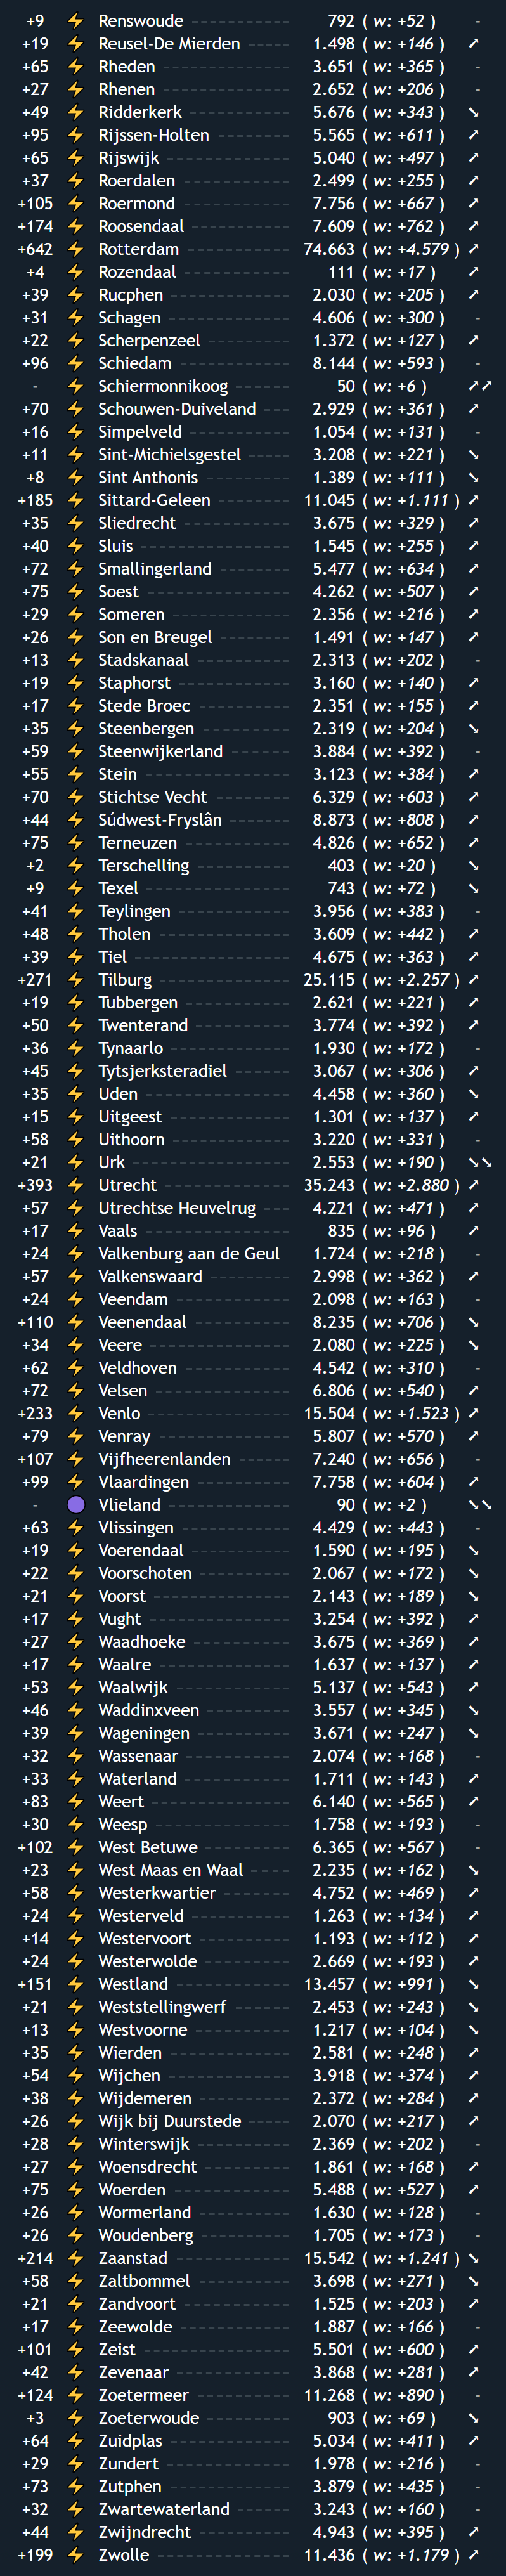 +9 ⚡ Renswoude ------------ 792 ( w: +52 ) -
+19 ⚡ Reusel-De Mierden ------ 1.498 ( w: +146 ) ➚
+65 ⚡ Rheden --------------- 3.651 ( w: +365 ) -
+27 ⚡ Rhenen -------------- 2.652 ( w: +206 ) -
+49 ⚡ Ridderkerk ------------ 5.676 ( w: +343 ) ➘
+95 ⚡ Rijssen-Holten --------- 5.565 ( w: +611 ) ➚
+65 ⚡ Rijswijk -------------- 5.040 ( w: +497 ) ➚
+37 ⚡ Roerdalen ------------- 2.499 ( w: +255 ) ➚
+105 ⚡ Roermond ------------- 7.756 ( w: +667 ) ➚
+174 ⚡ Roosendaal ------------ 7.609 ( w: +762 ) ➚
+642 ⚡ Rotterdam ------------ 74.663 ( w: +4.579 ) ➚
+4 ⚡ Rozendaal ------------- 111 ( w: +17 ) ➚
+39 ⚡ Rucphen -------------- 2.030 ( w: +205 ) ➚
+31 ⚡ Schagen -------------- 4.606 ( w: +300 ) -
+22 ⚡ Scherpenzeel ---------- 1.372 ( w: +127 ) ➚
+96 ⚡ Schiedam ------------- 8.144 ( w: +593 ) -
- ⚡ Schiermonnikoog ------- 50 ( w: +6 ) ➚➚
+70 ⚡ Schouwen-Duiveland ---- 2.929 ( w: +361 ) ➚
+16 ⚡ Simpelveld ------------ 1.054 ( w: +131 ) -
+11 ⚡ Sint-Michielsgestel ----- 3.208 ( w: +221 ) ➘
+8 ⚡ Sint Anthonis ---------- 1.389 ( w: +111 ) ➘
+185 ⚡ Sittard-Geleen --------- 11.045 ( w: +1.111 ) ➚
+35 ⚡ Sliedrecht ------------ 3.675 ( w: +329 ) ➚
+40 ⚡ Sluis ----------------- 1.545 ( w: +255 ) ➚
+72 ⚡ Smallingerland --------- 5.477 ( w: +634 ) ➚
+75 ⚡ Soest ---------------- 4.262 ( w: +507 ) ➚
+29 ⚡ Someren -------------- 2.356 ( w: +216 ) ➚
+26 ⚡ Son en Breugel --------- 1.491 ( w: +147 ) ➚
+13 ⚡ Stadskanaal ----------- 2.313 ( w: +202 ) -
+19 ⚡ Staphorst ------------- 3.160 ( w: +140 ) ➚
+17 ⚡ Stede Broec ----------- 2.351 ( w: +155 ) ➚
+35 ⚡ Steenbergen ----------- 2.319 ( w: +204 ) ➘
+59 ⚡ Steenwijkerland ------- 3.884 ( w: +392 ) -
+55 ⚡ Stein ---------------- 3.123 ( w: +384 ) ➚
+70 ⚡ Stichtse Vecht --------- 6.329 ( w: +603 ) ➚
+44 ⚡ Súdwest-Fryslân -------- 8.873 ( w: +808 ) ➚
+75 ⚡ Terneuzen ------------ 4.826 ( w: +652 ) ➚
+2 ⚡ Terschelling ----------- 403 ( w: +20 ) ➘
+9 ⚡ Texel ---------------- 743 ( w: +72 ) ➘
+41 ⚡ Teylingen ------------- 3.956 ( w: +383 ) -
+48 ⚡ Tholen --------------- 3.609 ( w: +442 ) ➚
+39 ⚡ Tiel ------------------ 4.675 ( w: +363 ) ➚
+271 ⚡ Tilburg --------------- 25.115 ( w: +2.257 ) ➚
+19 ⚡ Tubbergen ------------ 2.621 ( w: +221 ) ➚
+50 ⚡ Twenterand ----------- 3.774 ( w: +392 ) ➚
+36 ⚡ Tynaarlo -------------- 1.930 ( w: +172 ) -
+45 ⚡ Tytsjerksteradiel ------- 3.067 ( w: +306 ) ➚
+35 ⚡ Uden ---------------- 4.458 ( w: +360 ) ➘
+15 ⚡ Uitgeest -------------- 1.301 ( w: +137 ) ➚
+58 ⚡ Uithoorn ------------- 3.220 ( w: +331 ) -
+21 ⚡ Urk ------------------ 2.553 ( w: +190 ) ➘➘
+393 ⚡ Utrecht -------------- 35.243 ( w: +2.880 ) ➚
+57 ⚡ Utrechtse Heuvelrug ---- 4.221 ( w: +471 ) ➚
+17 ⚡ Vaals ---------------- 835 ( w: +96 ) ➚
+24 ⚡ Valkenburg aan de Geul 1.724 ( w: +218 ) -
+57 ⚡ Valkenswaard ---------- 2.998 ( w: +362 ) ➚
+24 ⚡ Veendam ------------- 2.098 ( w: +163 ) -
+110 ⚡ Veenendaal ----------- 8.235 ( w: +706 ) ➘
+34 ⚡ Veere ---------------- 2.080 ( w: +225 ) ➘
+62 ⚡ Veldhoven ------------ 4.542 ( w: +310 ) -
+72 ⚡ Velsen --------------- 6.806 ( w: +540 ) ➚
+233 ⚡ Venlo ---------------- 15.504 ( w: +1.523 ) ➚
+79 ⚡ Venray --------------- 5.807 ( w: +570 ) ➚
+107 ⚡ Vijfheerenlanden ------ 7.240 ( w: +656 ) -
+99 ⚡ Vlaardingen ----------- 7.758 ( w: +604 ) ➚
- 🟣 Vlieland -------------- 90 ( w: +2 ) ➘➘
+63 ⚡ Vlissingen ------------ 4.429 ( w: +443 ) -
+19 ⚡ Voerendaal ------------ 1.590 ( w: +195 ) ➘
+22 ⚡ Voorschoten ----------- 2.067 ( w: +172 ) ➘
+21 ⚡ Voorst --------------- 2.143 ( w: +189 ) ➘
+17 ⚡ Vught ---------------- 3.254 ( w: +392 ) ➚
+27 ⚡ Waadhoeke ------------ 3.675 ( w: +369 ) ➚
+17 ⚡ Waalre --------------- 1.637 ( w: +137 ) ➚
+53 ⚡ Waalwijk ------------- 5.137 ( w: +543 ) ➚
+46 ⚡ Waddinxveen ---------- 3.557 ( w: +345 ) ➘
+39 ⚡ Wageningen ----------- 3.671 ( w: +247 ) ➘
+32 ⚡ Wassenaar ------------ 2.074 ( w: +168 ) -
+33 ⚡ Waterland ------------ 1.711 ( w: +143 ) ➚
+83 ⚡ Weert ---------------- 6.140 ( w: +565 ) ➚
+30 ⚡ Weesp --------------- 1.758 ( w: +193 ) -
+102 ⚡ West Betuwe ---------- 6.365 ( w: +567 ) -
+23 ⚡ West Maas en Waal ----- 2.235 ( w: +162 ) ➘
+58 ⚡ Westerkwartier -------- 4.752 ( w: +469 ) ➚
+24 ⚡ Westerveld ------------ 1.263 ( w: +134 ) ➚
+14 ⚡ Westervoort ----------- 1.193 ( w: +112 ) ➚
+24 ⚡ Westerwolde ---------- 2.669 ( w: +193 ) ➚
+151 ⚡ Westland ------------- 13.457 ( w: +991 ) ➘
+21 ⚡ Weststellingwerf ------- 2.453 ( w: +243 ) ➘
+13 ⚡ Westvoorne ----------- 1.217 ( w: +104 ) ➘
+35 ⚡ Wierden -------------- 2.581 ( w: +248 ) ➚
+54 ⚡ Wijchen -------------- 3.918 ( w: +374 ) ➚
+38 ⚡ Wijdemeren ----------- 2.372 ( w: +284 ) ➚
+26 ⚡ Wijk bij Duurstede ------ 2.070 ( w: +217 ) ➚
+28 ⚡ Winterswijk ----------- 2.369 ( w: +202 ) -
+27 ⚡ Woensdrecht ---------- 1.861 ( w: +168 ) ➚
+75 ⚡ Woerden ------------- 5.488 ( w: +527 ) ➚
+26 ⚡ Wormerland ----------- 1.630 ( w: +128 ) -
+26 ⚡ Woudenberg ----------- 1.705 ( w: +173 ) -
+214 ⚡ Zaanstad ------------- 15.542 ( w: +1.241 ) ➘
+58 ⚡ Zaltbommel ----------- 3.698 ( w: +271 ) ➘
+21 ⚡ Zandvoort ------------ 1.525 ( w: +203 ) ➚
+17 ⚡ Zeewolde ------------- 1.887 ( w: +166 ) -
+101 ⚡ Zeist ----------------- 5.501 ( w: +600 ) ➚
+42 ⚡ Zevenaar ------------- 3.868 ( w: +281 ) ➚
+124 ⚡ Zoetermeer ----------- 11.268 ( w: +890 ) -
+3 ⚡ Zoeterwoude ---------- 903 ( w: +69 ) ➘
+64 ⚡ Zuidplas -------------- 5.034 ( w: +411 ) ➚
+29 ⚡ Zundert -------------- 1.978 ( w: +216 ) -
+73 ⚡ Zutphen -------------- 3.879 ( w: +435 ) -
+32 ⚡ Zwartewaterland ------- 3.243 ( w: +160 ) -
+44 ⚡ Zwijndrecht ----------- 4.943 ( w: +395 ) ➚
+199 ⚡ Zwolle --------------- 11.436 ( w: +1.179 ) ➚